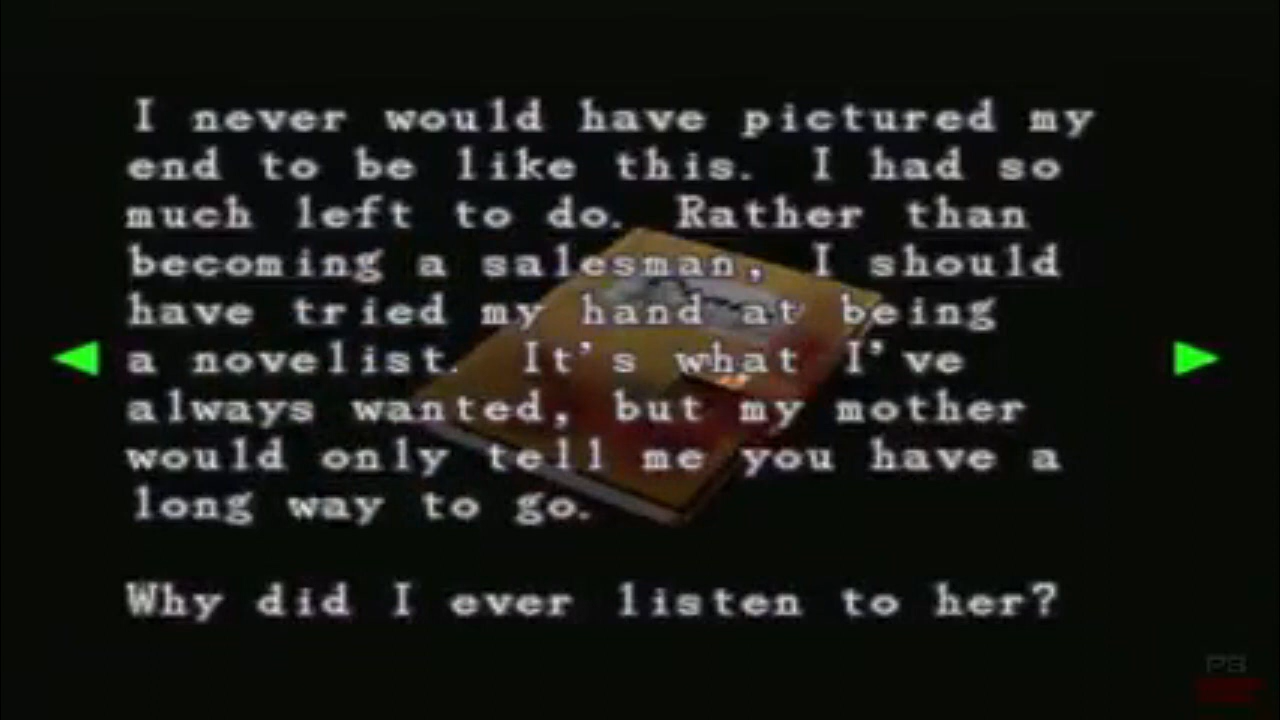 I never would have pictured my
end to be like this. I had so
much left to do. Rather than
becoming a salesman, I should
have tried my hand at being
a novelist. It's what I've
always wanted, but my mother
would only tell me you have a
long way to go.
Why did I ever listen to her?